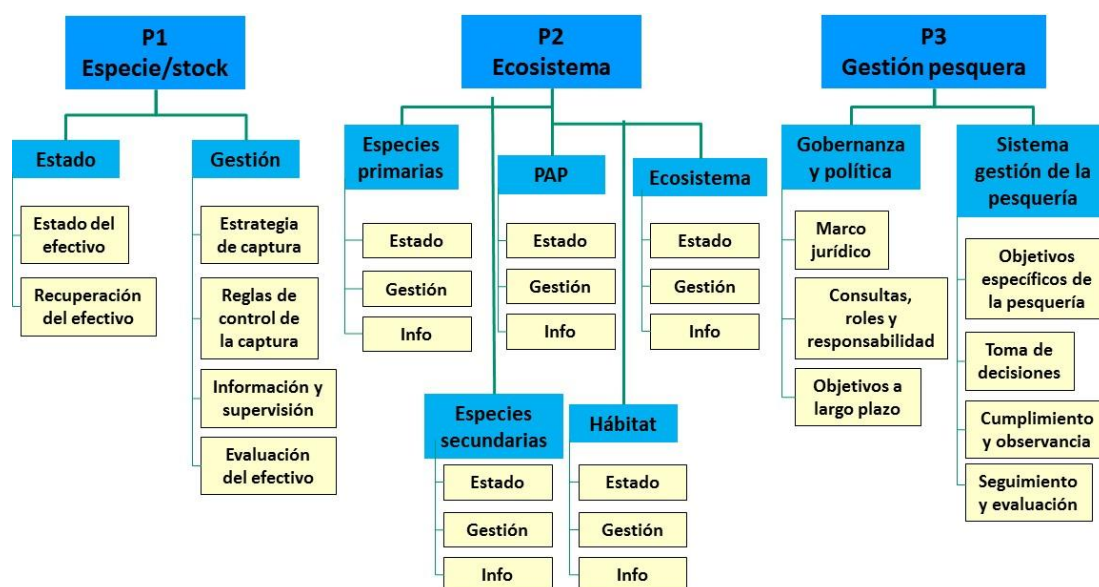 P1
Especie/stock
Estado
Estado del
efectivo
Recuperación
del efectivo
Gestión
Estrategia
de captura
Reglas de
control de
la captura
Información y
supervisión
Evaluación
del efectivo
P2
Ecosistema
Especies
primarias
Estado
Gestión
Info
PAP
Estado
Gestión
Info
Ecosistema
Estado
Gestión
Info
Especies
secundarias
Estado
Gestión
Info
Hábitat
Estado
Gestión
Info
P3
Gestión pesquera
Gobernanza
y política
Marco
jurídico
Consultas,
roles y
responsabilidad
Objetivos a
largo plazo
Sistema
gestión de la
pesquería
Objetivos
específicos de
la pesquería
Toma de
decisiones
Cumplimiento
y observancia
Seguimiento
y evaluación